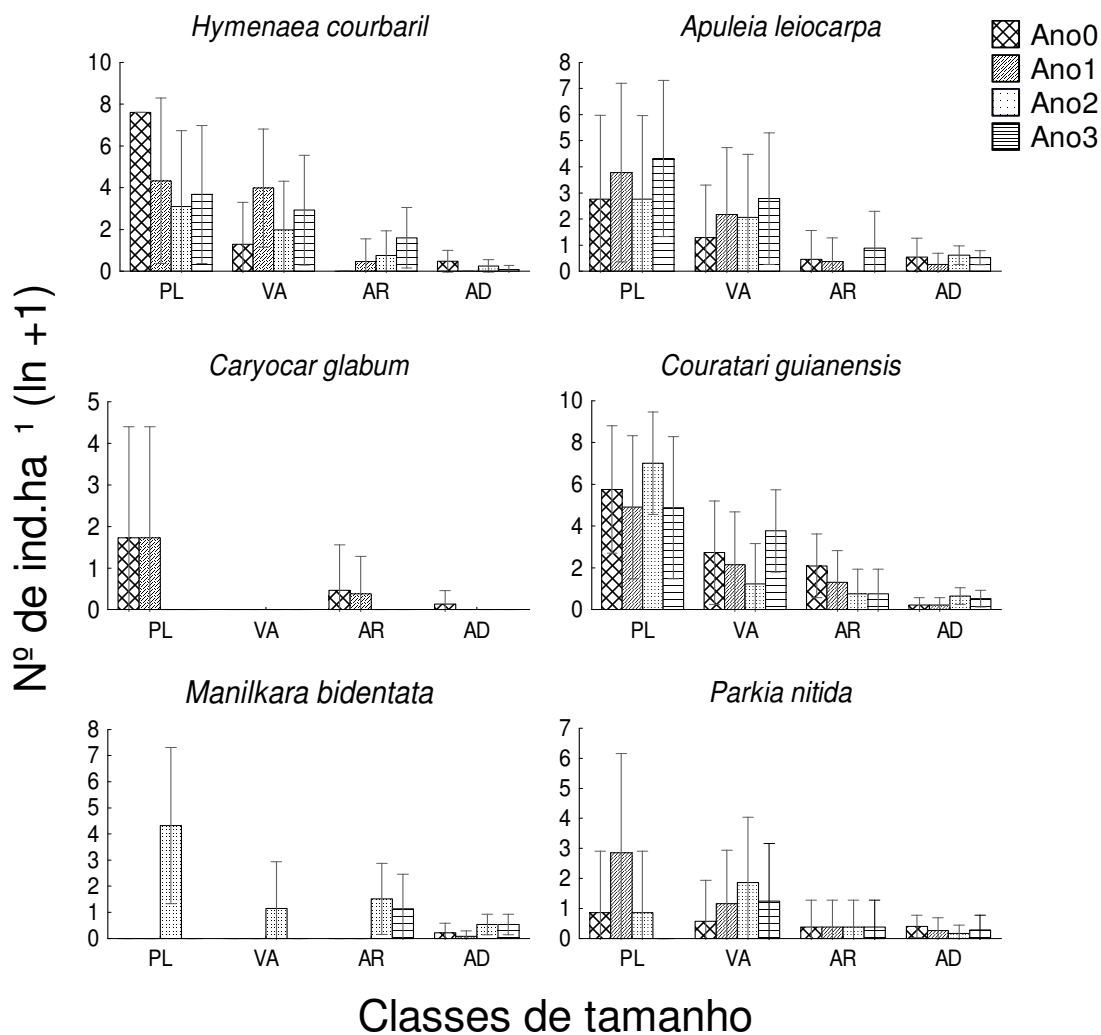 Hymenaea courbaril
Apuleia leiocarpa
Ano0
Ano1
Ano2
Ano3
10
8
6
4
2
0
PL VA AR AD
8
7
6
5
4
3
2
1
0
PL VA AR AD
Nº de ind.ha ¹ (ln +1)
Caryocar glabum
Couratari guianensis
5
4
3
2
1
0
PL VA AR AD
10
8
6
4
2
0
PL VA AR AD
Manilkara bidentata
Parkia nitida
8
7
6
5
4
3
2
1
0
PL VA AR AD
7
6
5
4
3
2
1
0
PL VA AR AD
Classes de tamanho